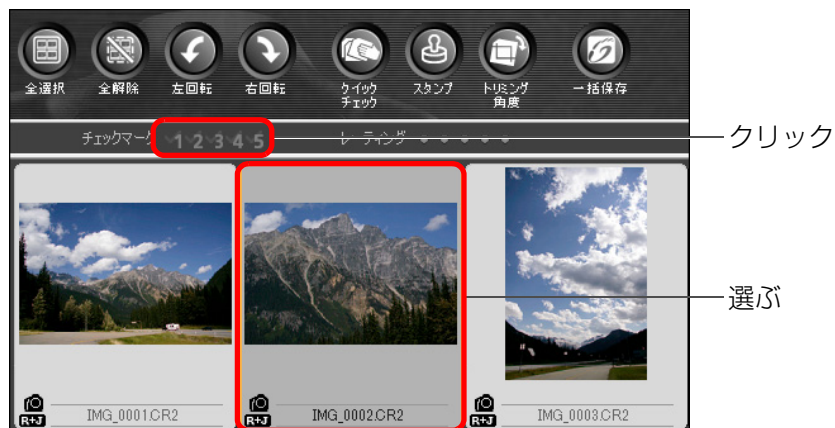 全選択 全解除 左回転 右回転 クイック スタンプ トリミング 一括保存
チェック 角度
チェックマーク 1 2 3 4 5 レーティング
クリック
選ぶ
R+J IMG_0001.CR2 R+J IMG_0002.CR2 R+J IMG_0003.CR2